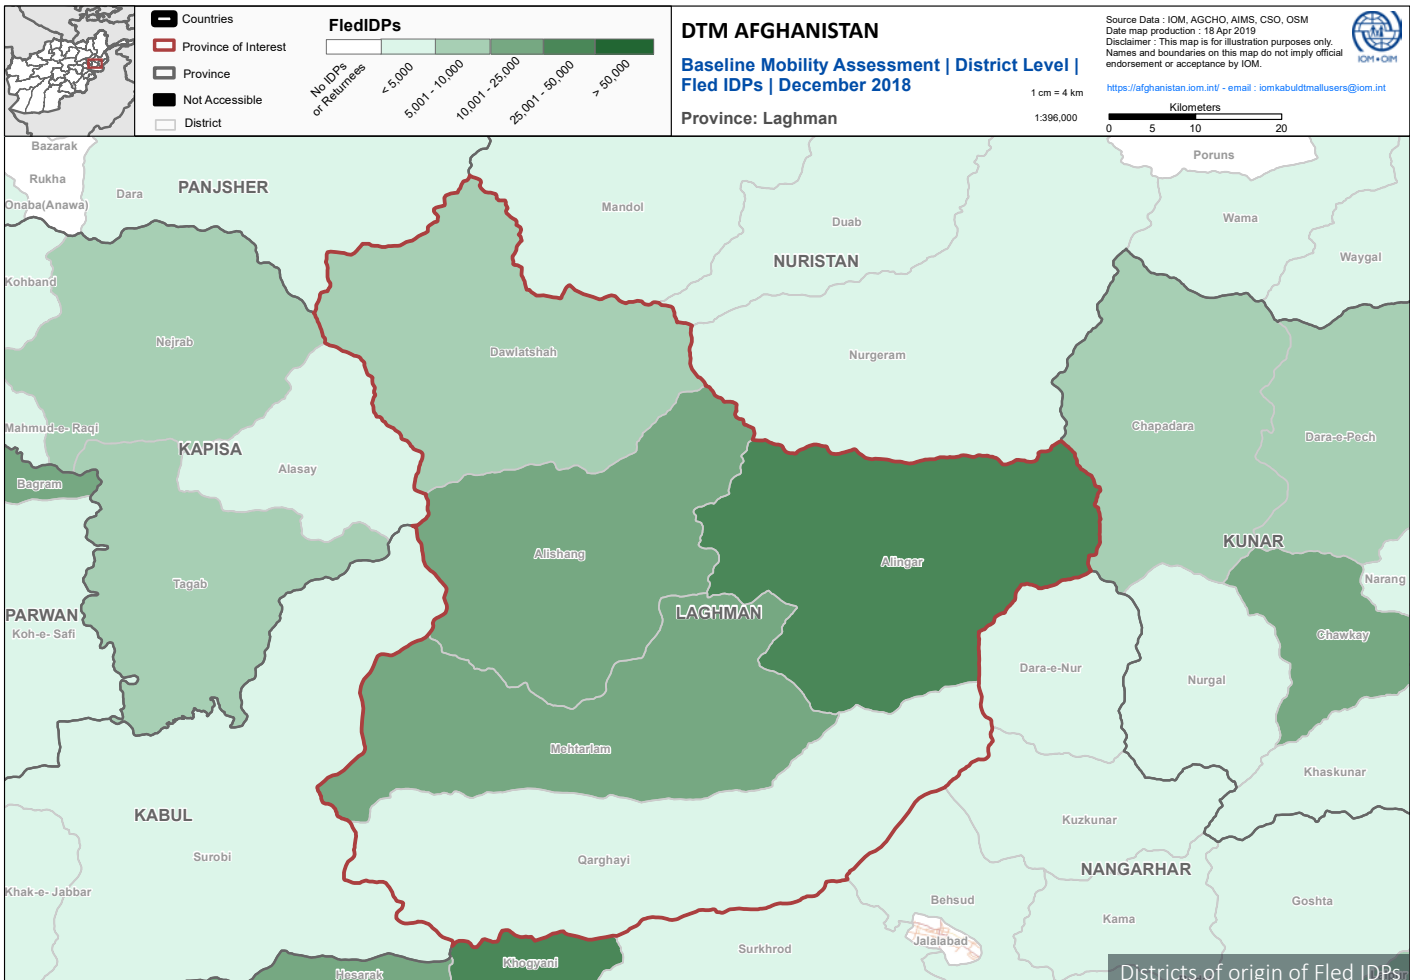 Countries
Province of Interest
Province
Not Accessible
District
FledIDPs
No IDPs
or Returnees
< 5,000
5,001 - 10,000
10,001 - 25,000
25,001 - 50,000
> 50,000
DTM AFGHANISTAN
Baseline Mobility Assessment | District Level |
Fled IDPs | December 2018
Province: Laghman
1 cm = 4 km
1:396,000
Source Data : IOM, AGCHO, AIMS, CSO, OSM
Date map production : 18 Apr 2019
Disclaimer : This map is for illustration purposes only.
Names and boundaries on this map do not imply official
endorsement or acceptance by IOM.
https://afghanistan.iom.int/ - email : iomkabuldtmallusers@iom.int
Kilometers
0 5 10 20
IOM•OIM
Bazarak
Rukha
Onaba(Anawa)
Dara
PANJSHER
Mandol
Duab
NURISTAN
Poruns
Wama
Waygal
Kohband
Nejrab
Dawlatshah
Nurgeram
Mahmud-e- Raqi
KAPISA
Alasay
Chapadara
Dara-e-Pech
Bagram
Alishang
Alingar
KUNAR
Tagab
Narang
PARWAN
Koh-e- Safi
LAGHMAN
Chawkay
Dara-e-Nur
Nurgal
Mehtarlam
Khaskunar
KABUL
Kuzkunar
Surobi
Qarghayi
NANGARHAR
Khak-e- Jabbar
Behsud
Kama
Goshta
Jalalabad
Surkhrod
Khogyani
Hesarak
Districts of origin of Fled IDPs